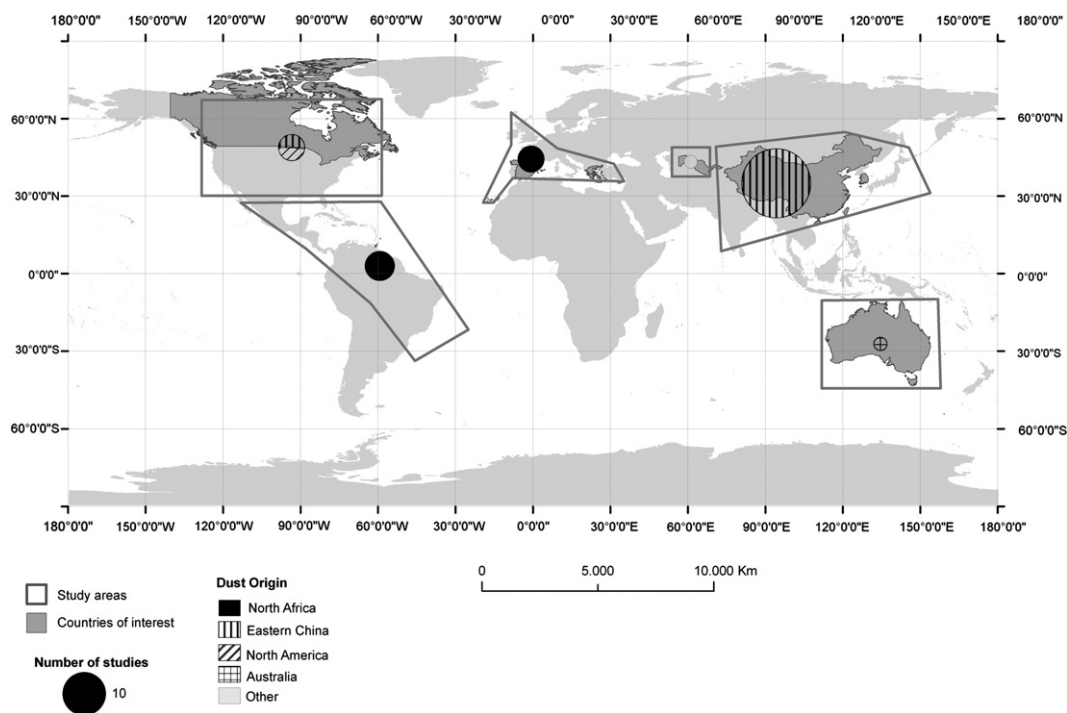 180°0'0" 150°0'0"W 120°0'0"W 90°0'0"W 60°0'0"W 30°0'0"W 0°0'0" 30°0'0"E 60°0'0"E 90°0'0"E 120°0'0"E 150°0'0"E 180°0'0"
60°0'0"N 60°0'0"N
30°0'0"N 30°0'0"N
0°0'0" 0°0'0"
30°0'0"S 30°0'0"S
60°0'0"S 60°0'0"S
180°0'0" 150°0'0"W 120°0'0"W 90°0'0"W 60°0'0"W 30°0'0"W 0°0'0" 30°0'0"E 60°0'0"E 90°0'0"E 120°0'0"E 150°0'0"E 180°0'0"
0 5.000 10.000 Km
Study areas
Countries of interest
Number of studies
10
Dust Origin
North Africa
Eastern China
North America
Australia
Other